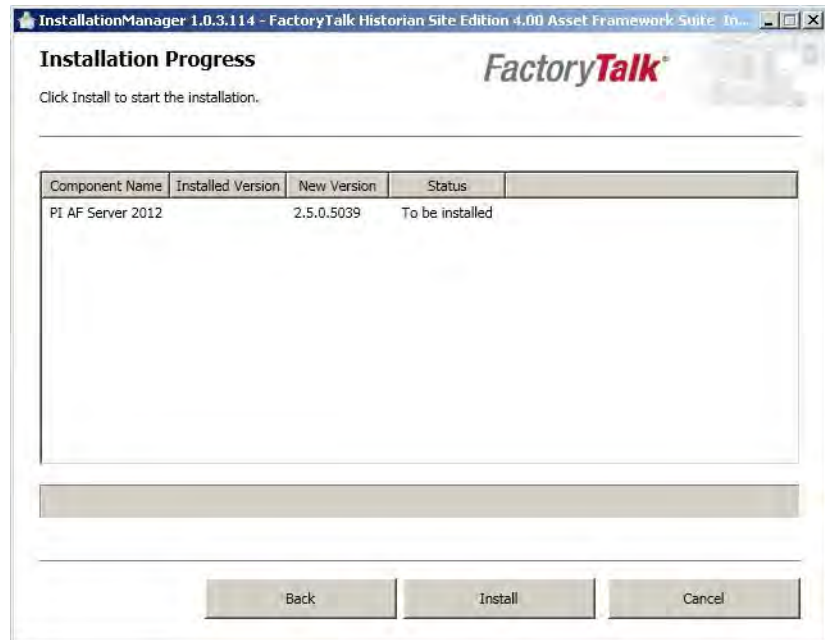 InstallationManager 1.0.3.114 - FactoryTalk Historian Site Edition 4.00 Asset Framework Suite In...
Installation Progress
FactoryTalk
Click Install to start the installation.
Component Name Installed Version New Version Status
PI AF Server 2012 2.5.0.5039 To be installed
Back Install Cancel